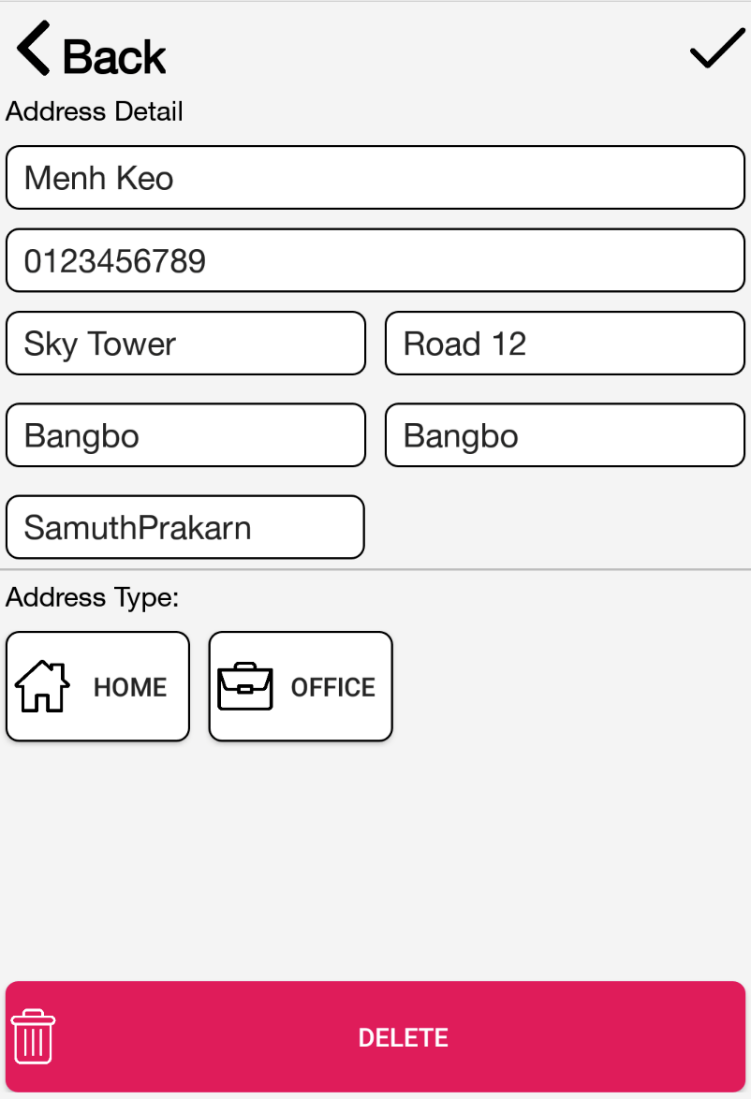 Back
Address Detail
Menh Keo
0123456789
Sky Tower
Road 12
Bangbo
Bangbo
SamuthPrakarn
Address Type:
HOME
OFFICE
DELETE